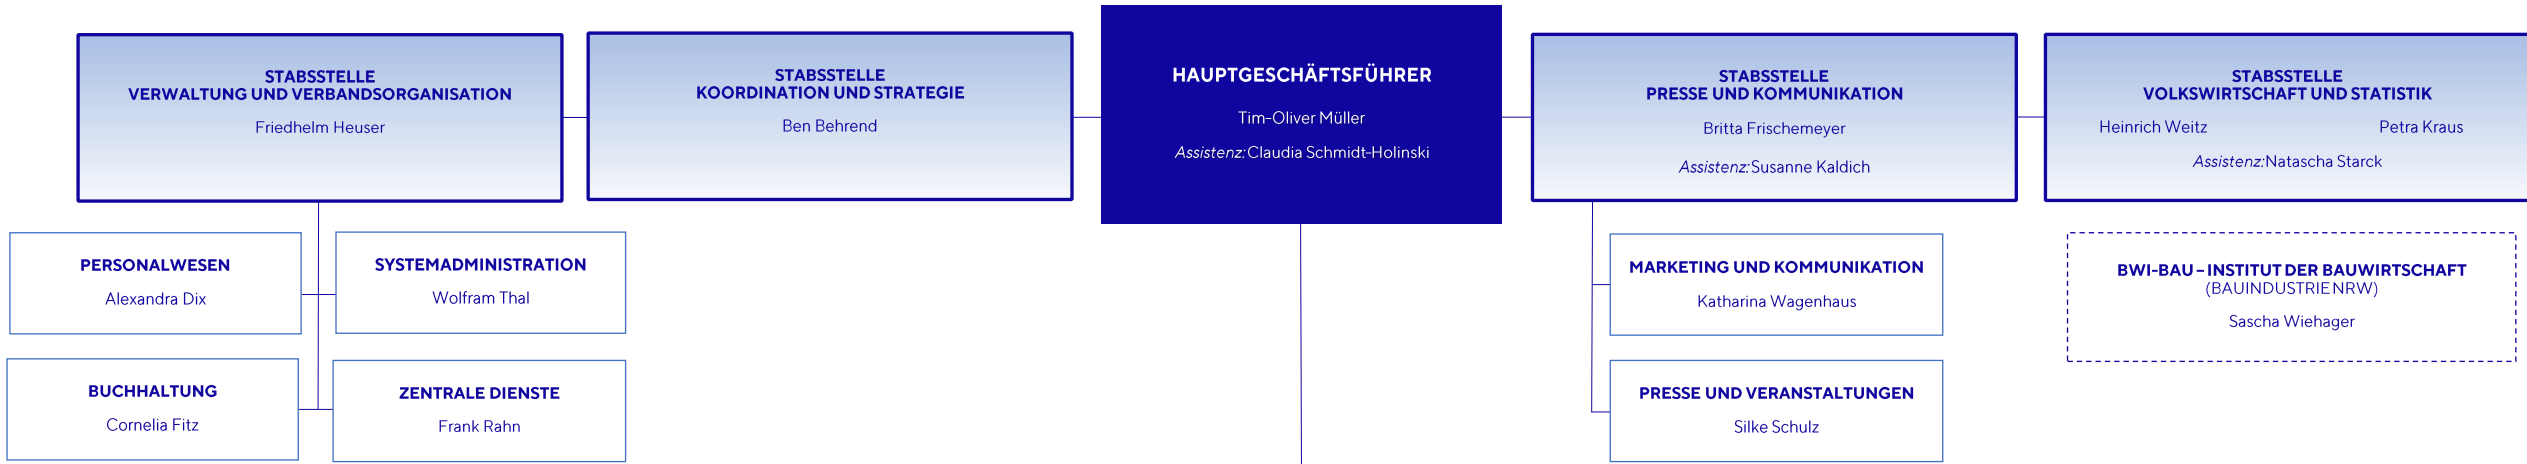 STABSSTELLE
VERWALTUNG UND VERBANDSORGANISATION
Friedhelm Heuser
STABSSTELLE
KOORDINATION UND STRATEGIE
Ben Behrend
HAUPTGESCHÄFTSFÜHRER
Tim-Oliver Müller
Assistenz: Claudia Schmidt-Holinski
STABSSTELLE
PRESSE UND KOMMUNIKATION
Britta Frischemeyer
Assistenz: Susanne Kaldich
STABSSTELLE
VOLKSWIRTSCHAFT UND STATISTIK
Heinrich Weitz Petra Kraus
Assistenz: Natascha Starck
PERSONALWESEN
Alexandra Dix
SYSTEMADMINISTRATION
Wolfram Thal
BUCHHALTUNG
Cornelia Fitz
ZENTRALE DIENSTE
Frank Rahn
MARKETING UND KOMMUNIKATION
Katharina Wagenhaus
PRESSE UND VERANSTALTUNGEN
Silke Schulz
BWI-BAU – INSTITUT DER BAUWIRTSCHAFT
(BAUINDUSTRIE NRW)
Sascha Wiehager